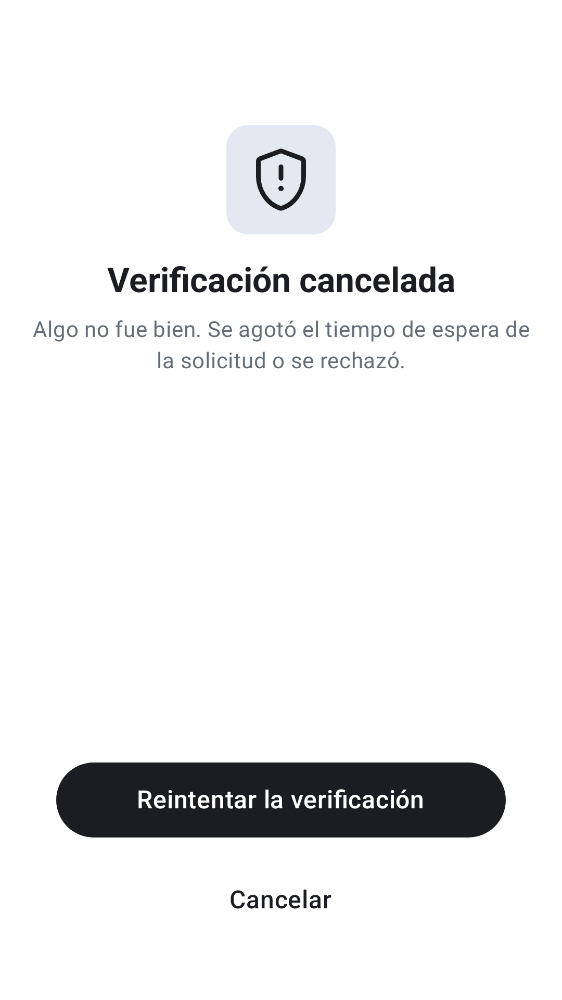 Verificación cancelada
Algo no fue bien. Se agotó el tiempo de espera de
la solicitud o se rechazó.
Reintentar la verificación
Cancelar